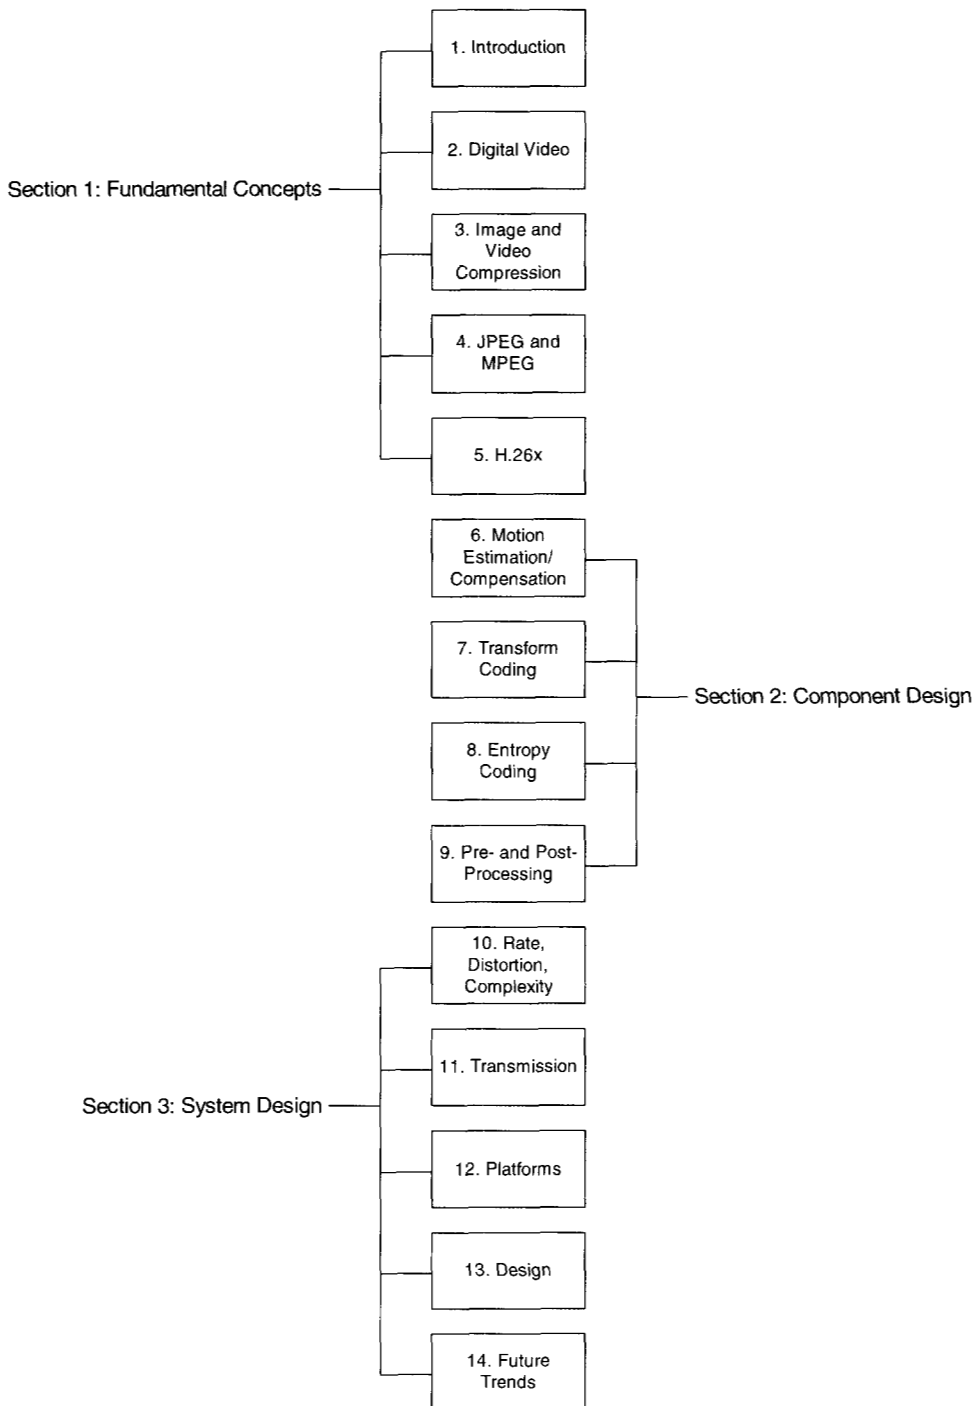 1. Introduction
2. Digital Video
Section 1: Fundamental Concepts
3. Image and
Video
Compression
4. JPEG and
MPEG
5. H.26x
6. Motion
Estimation/
Compensation
7. Transform
Coding
Section 2: Component Design
8. Entropy
Coding
9. Pre- and Post-
Processing
10. Rate,
Distortion,
Complexity
11. Transmission
Section 3: System Design
12. Platforms
13. Design
14. Future
Trends